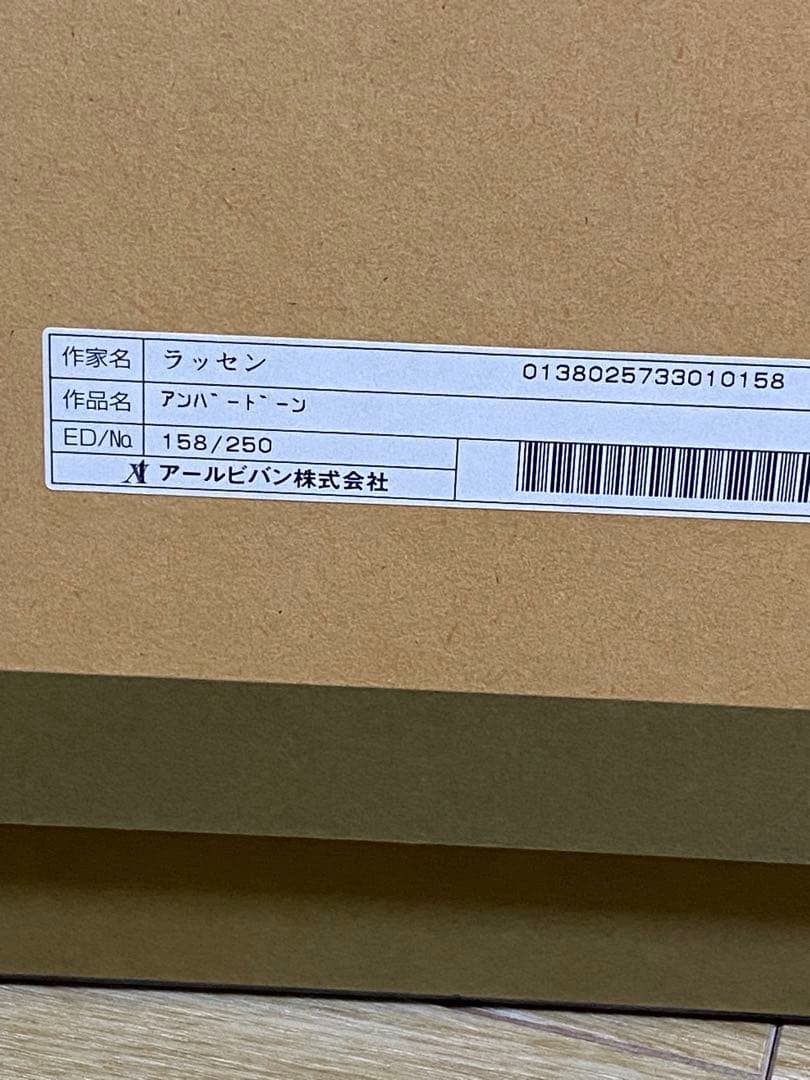 作家名 ラッセン 0138025733010158
作品名 ｱﾝﾊﾞｰﾄﾞｰﾝ
ED/No. 158/250
アールビバン株式会社